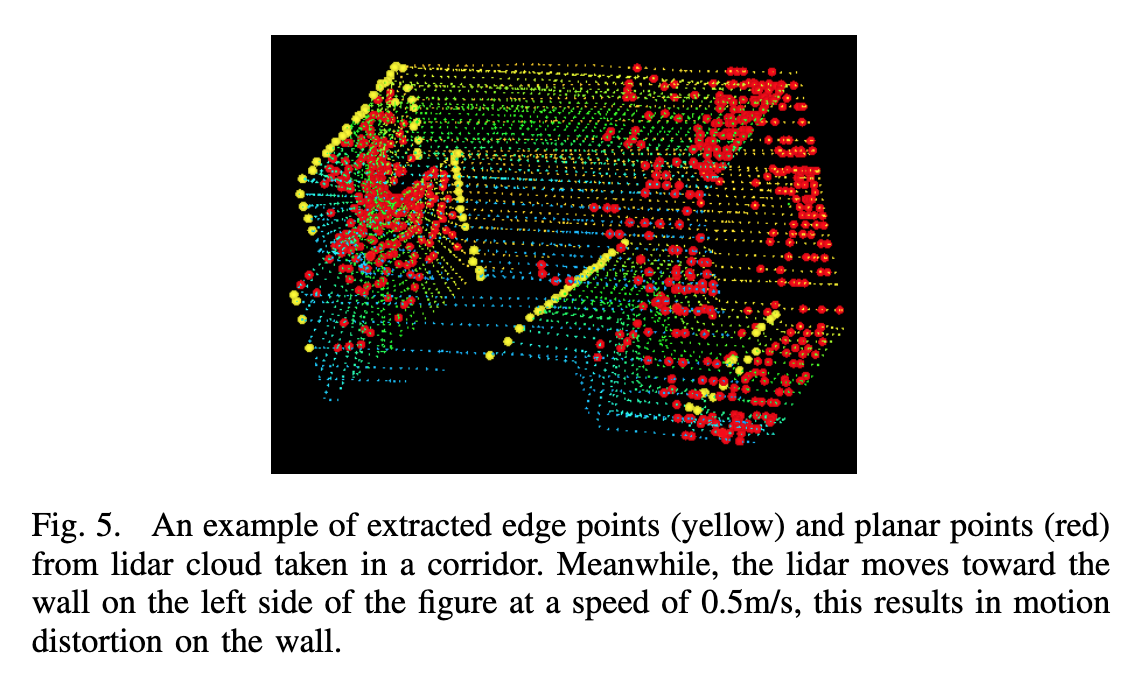 Fig. 5. An example of extracted edge points (yellow) and planar points (red)
from lidar cloud taken in a corridor. Meanwhile, the lidar moves toward the
wall on the left side of the figure at a speed of 0.5m/s, this results in motion
distortion on the wall.